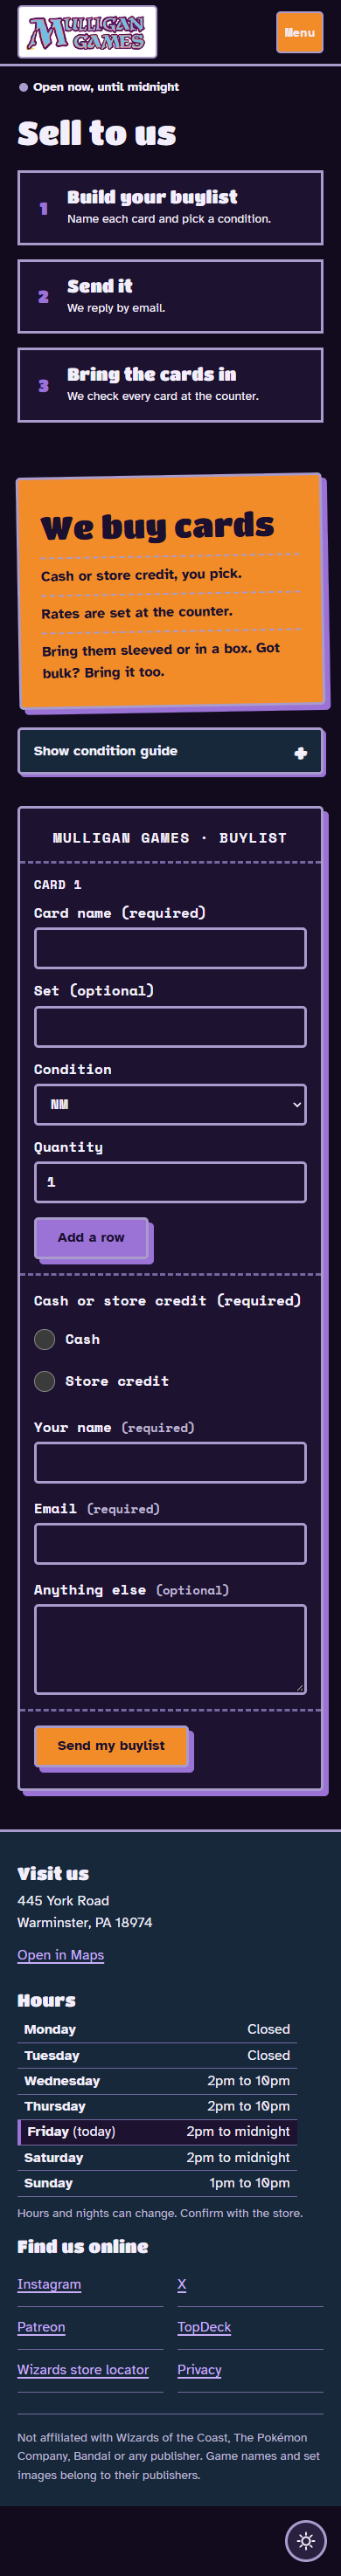 MULLIGAN
GAMES
Menu
Open now, until midnight
Sell to us
1
Build your buylist
Name each card and pick a condition.
2
Send it
We reply by email.
3
Bring the cards in
We check every card at the counter.
We buy cards
Cash or store credit, you pick.
Rates are set at the counter.
Bring them sleeved or in a box. Got
bulk? Bring it too.
Show condition guide
MULLIGAN GAMES · BUYLIST
CARD 1
Card name (required)
Set (optional)
Condition
NM
Quantity
1
Add a row
Cash or store credit (required)
Cash
Store credit
Your name (required)
Email (required)
Anything else (optional)
Send my buylist
Visit us
445 York Road
Warminster, PA 18974
Open in Maps
Hours
Monday Closed
Tuesday Closed
Wednesday 2pm to 10pm
Thursday 2pm to 10pm
Friday (today) 2pm to midnight
Saturday 2pm to midnight
Sunday 1pm to 10pm
Hours and nights can change. Confirm with the store.
Find us online
Instagram X
Patreon TopDeck
Wizards store locator Privacy
Not affiliated with Wizards of the Coast, The Pokémon
Company, Bandai or any publisher. Game names and set
images belong to their publishers.